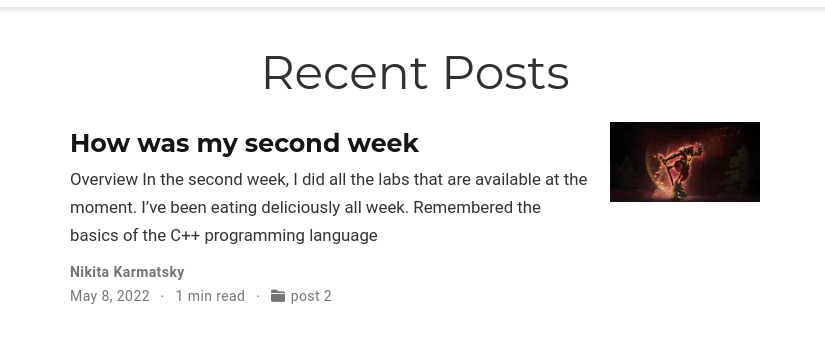 Recent Posts
How was my second week
Overview In the second week, I did all the labs that are available at the
moment. I’ve been eating deliciously all week. Remembered the
basics of the C++ programming language
Nikita Karmatsky
May 8, 2022 · 1 min read · post 2